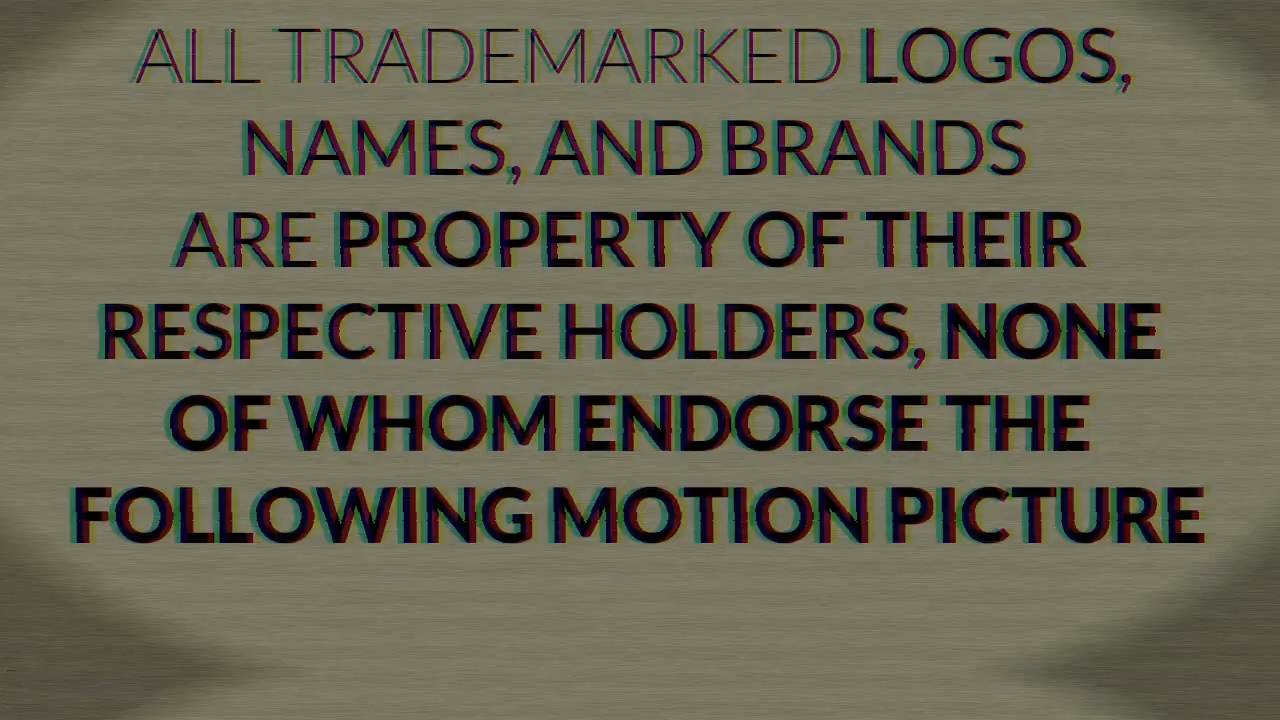 ALL TRADEMARKED LOGOS,
NAMES, AND BRANDS
ARE PROPERTY OF THEIR
RESPECTIVE HOLDERS, NONE
OF WHOM ENDORSE THE
FOLLOWING MOTION PICTURE